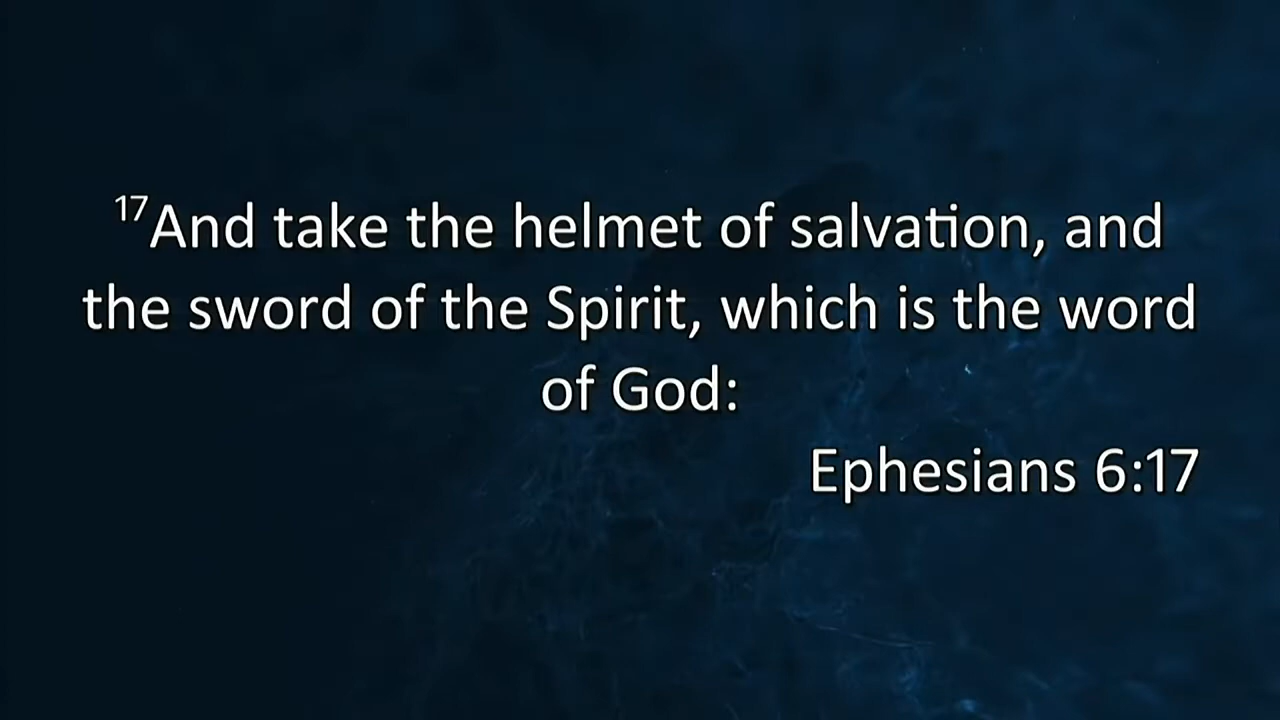 17And take the helmet of salvation, and
the sword of the Spirit, which is the word
of God:
Ephesians 6:17